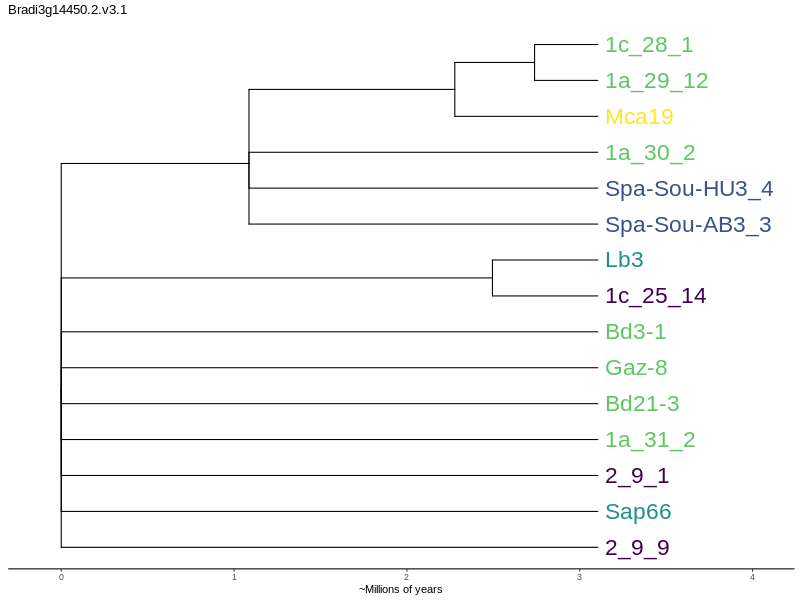 Bradi3g14450.2.v3.1
1c_28_1
1a_29_12
Mca19
1a_30_2
Spa-Sou-HU3_4
Spa-Sou-AB3_3
Lb3
1c_25_14
Bd3-1
Gaz-8
Bd21-3
1a_31_2
2_9_1
Sap66
2_9_9
0 1 2 3 4
~Millions of years